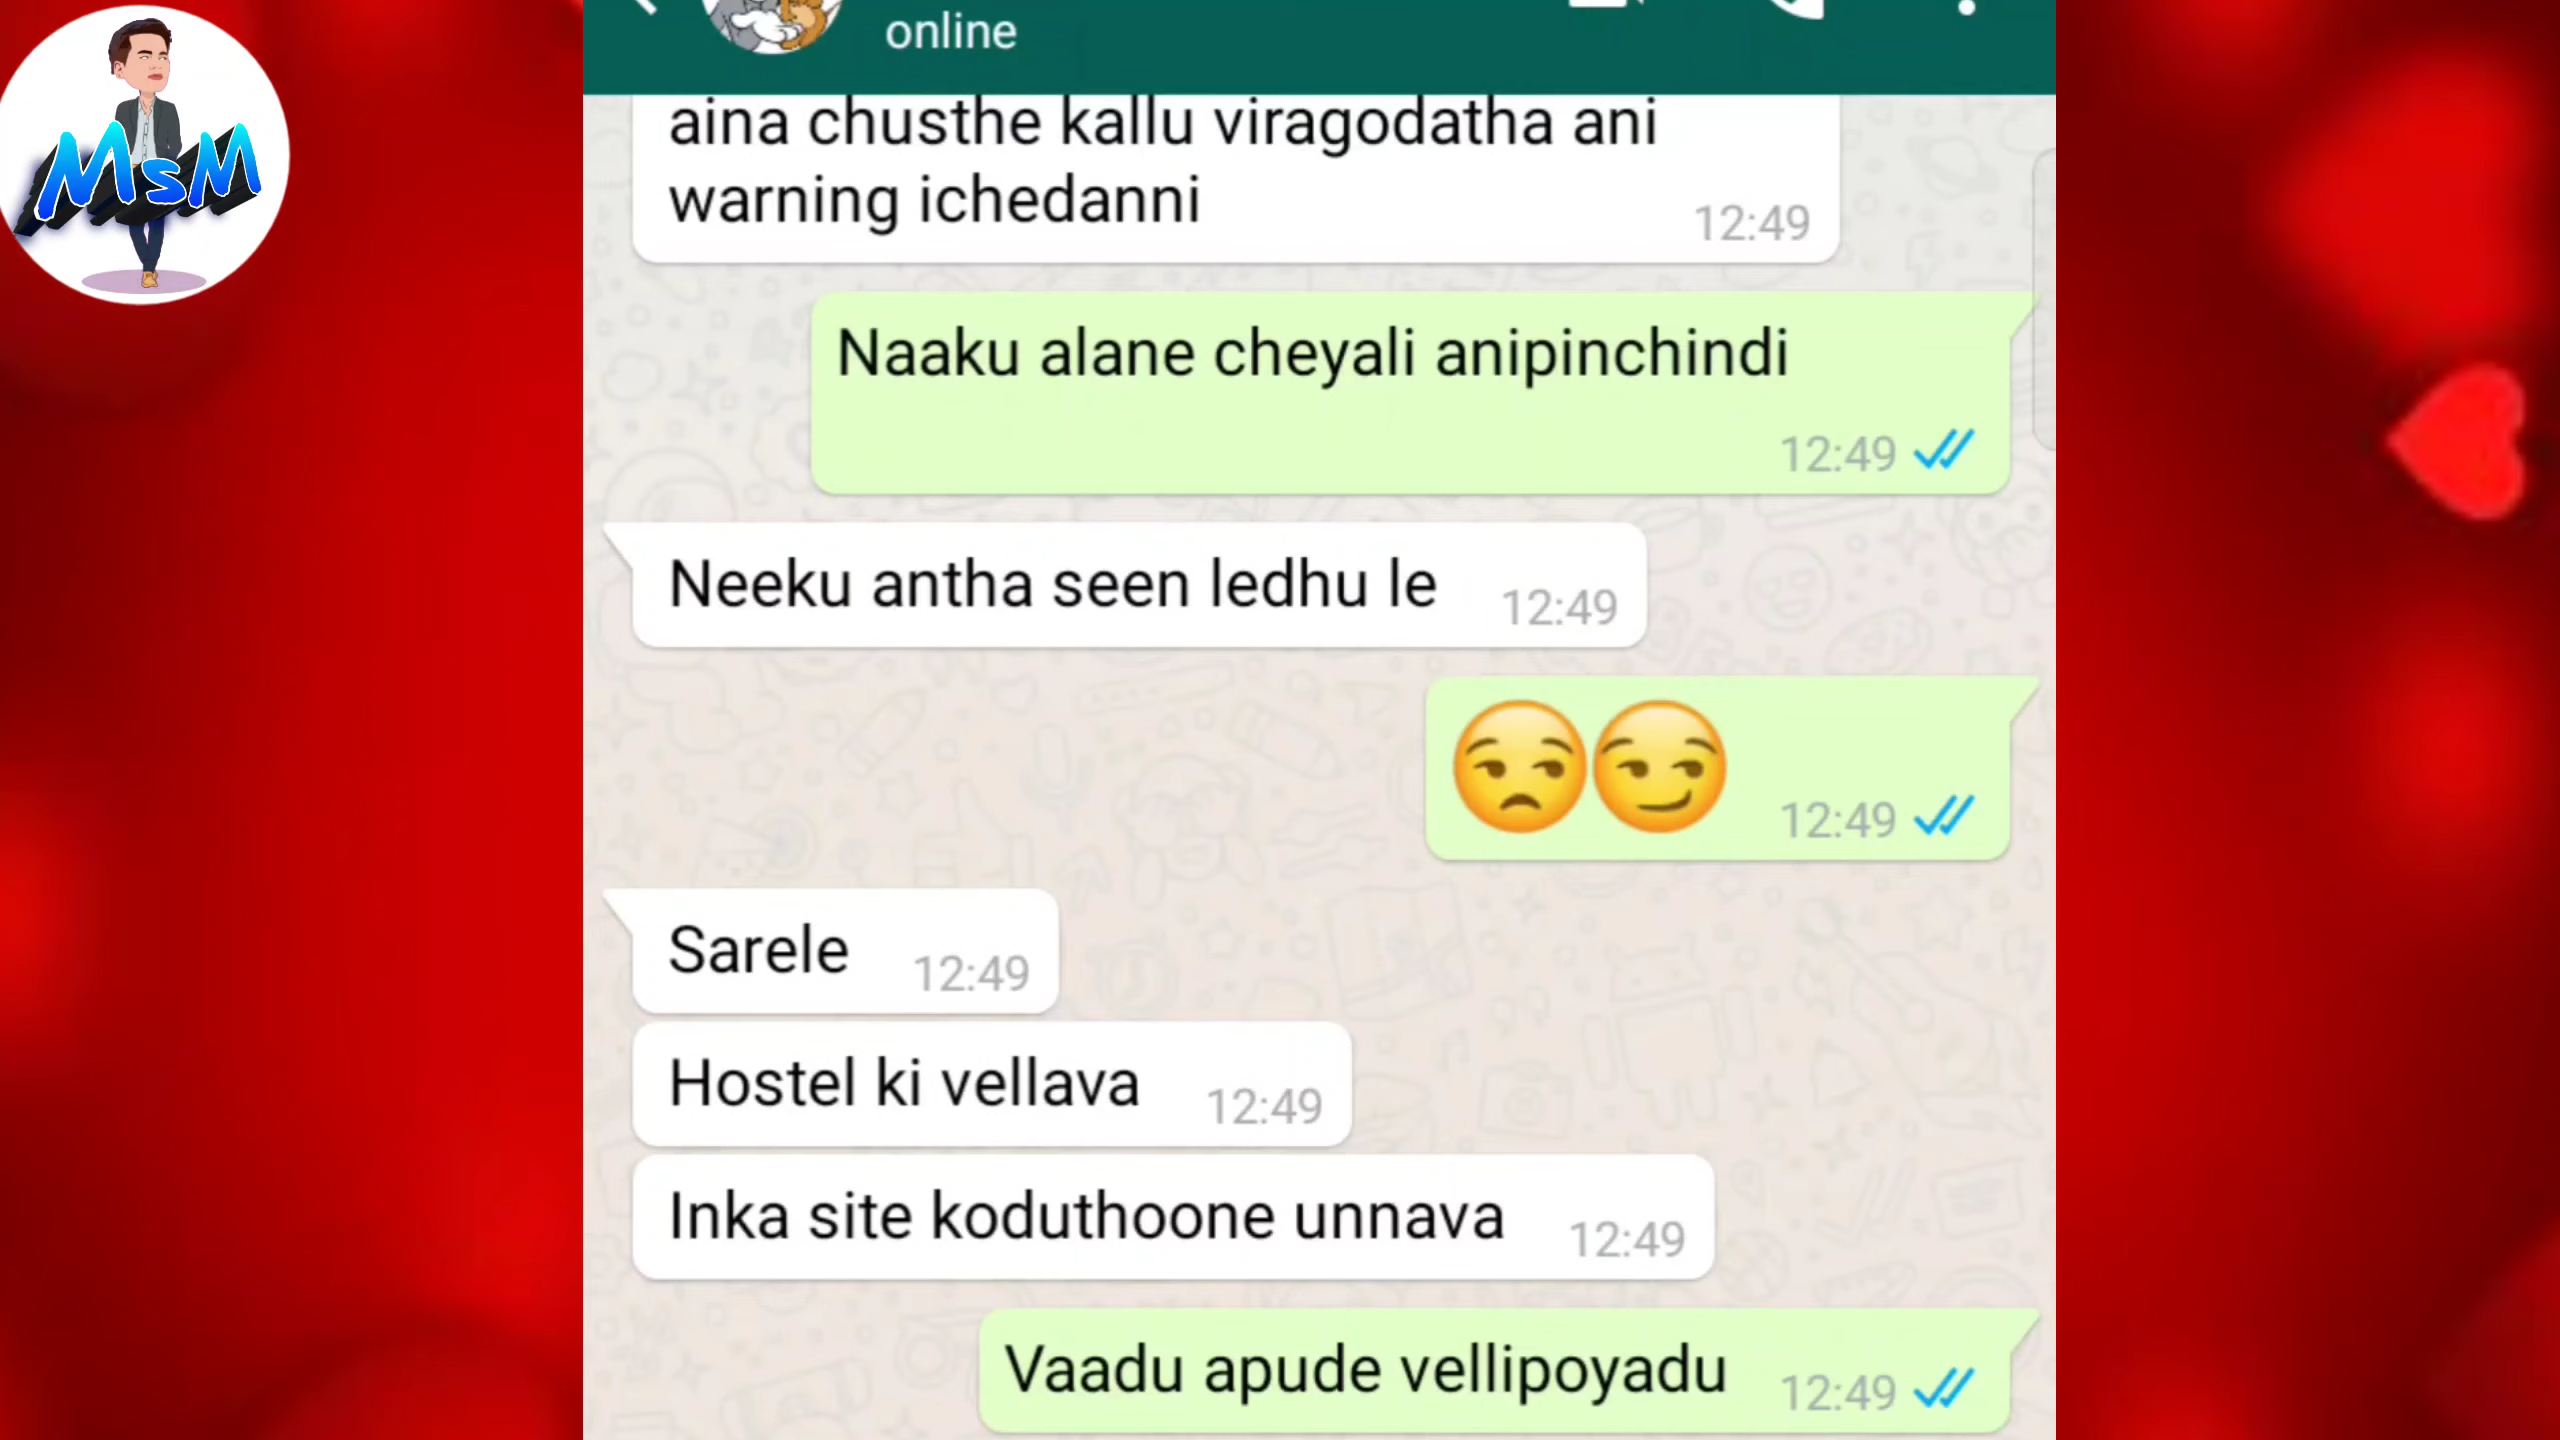 MsM
online
aina chusthe kallu viragodatha ani
warning ichedanni
12:49
Naaku alane cheyali anipinchindi
12:49
Neeku antha seen ledhu le 12:49
😒😏 12:49
Sarele 12:49
Hostel ki vellava 12:49
Inka site koduthoone unnava 12:49
Vaadu apude vellipoyadu 12:49